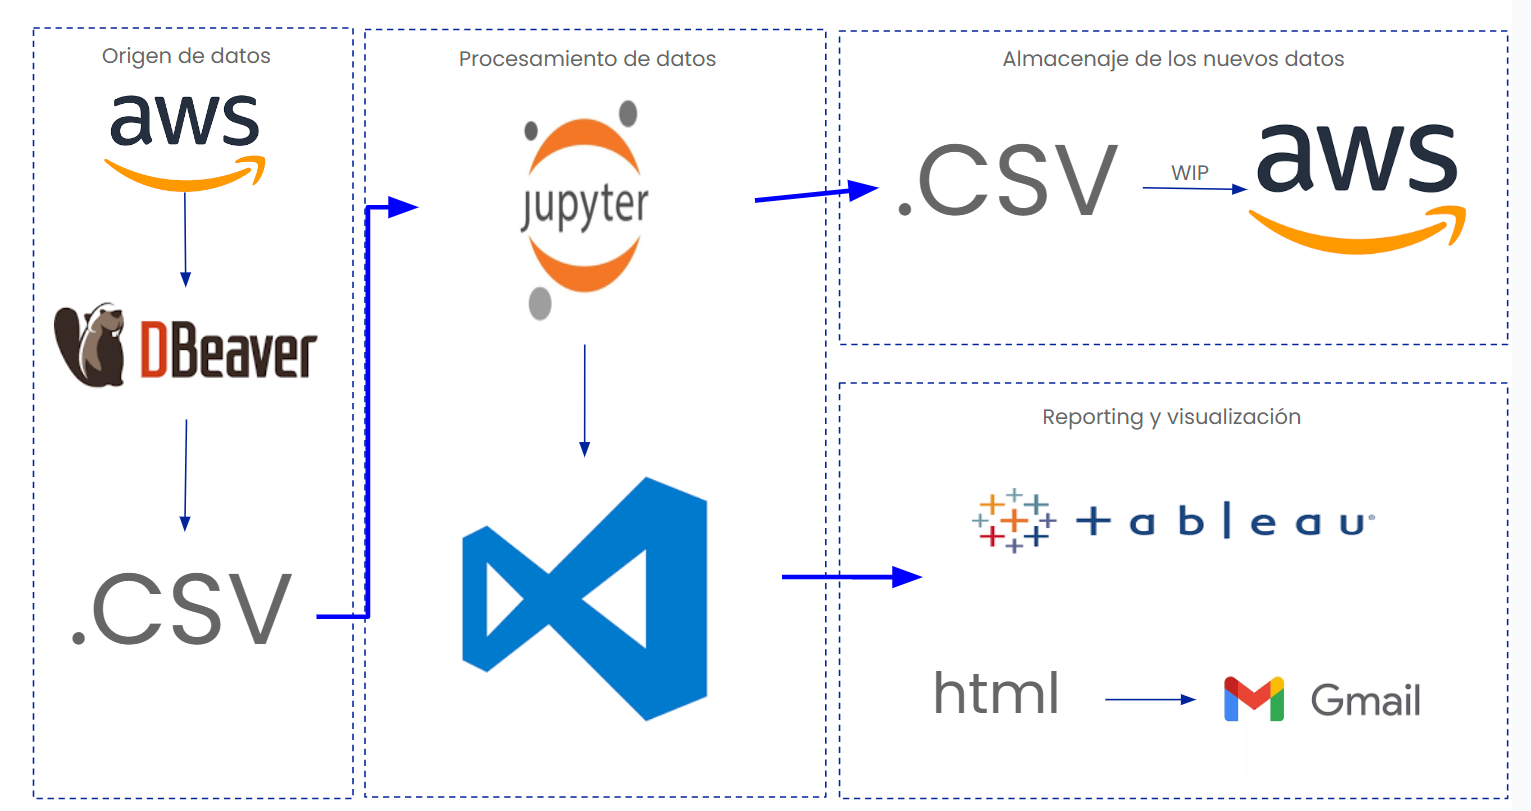 Origen de datos
aws
DBeaver
.CSV
Procesamiento de datos
jupyter
Almacenaje de los nuevos datos
.CSV
WIP
aws
Reporting y visualización
+ableau®
html
Gmail